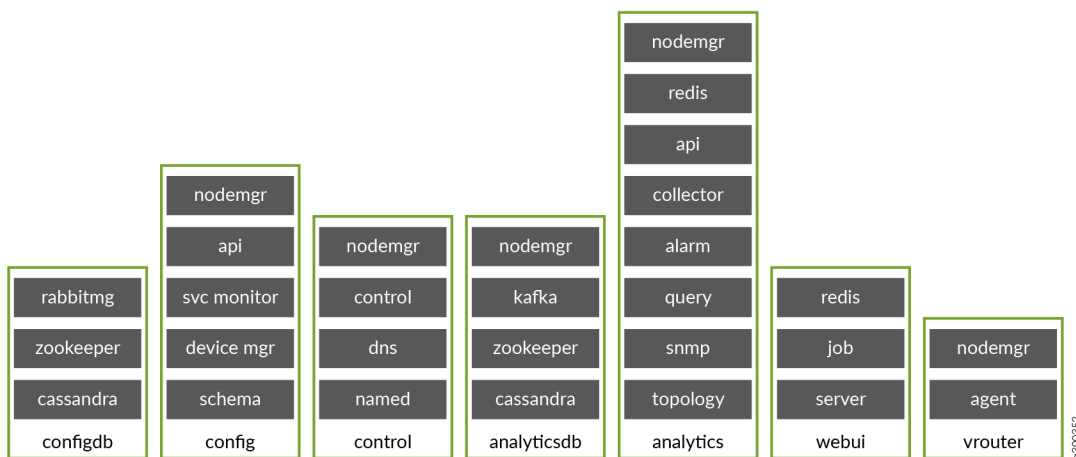 rabbitmg
zookeeper
cassandra
configdb
nodemgr
api
svc monitor
device mgr
schema
config
nodemgr
control
dns
named
control
nodemgr
kafka
zookeeper
cassandra
analyticsdb
nodemgr
redis
api
collector
alarm
query
snmp
topology
analytics
redis
job
server
webui
nodemgr
agent
vrouter